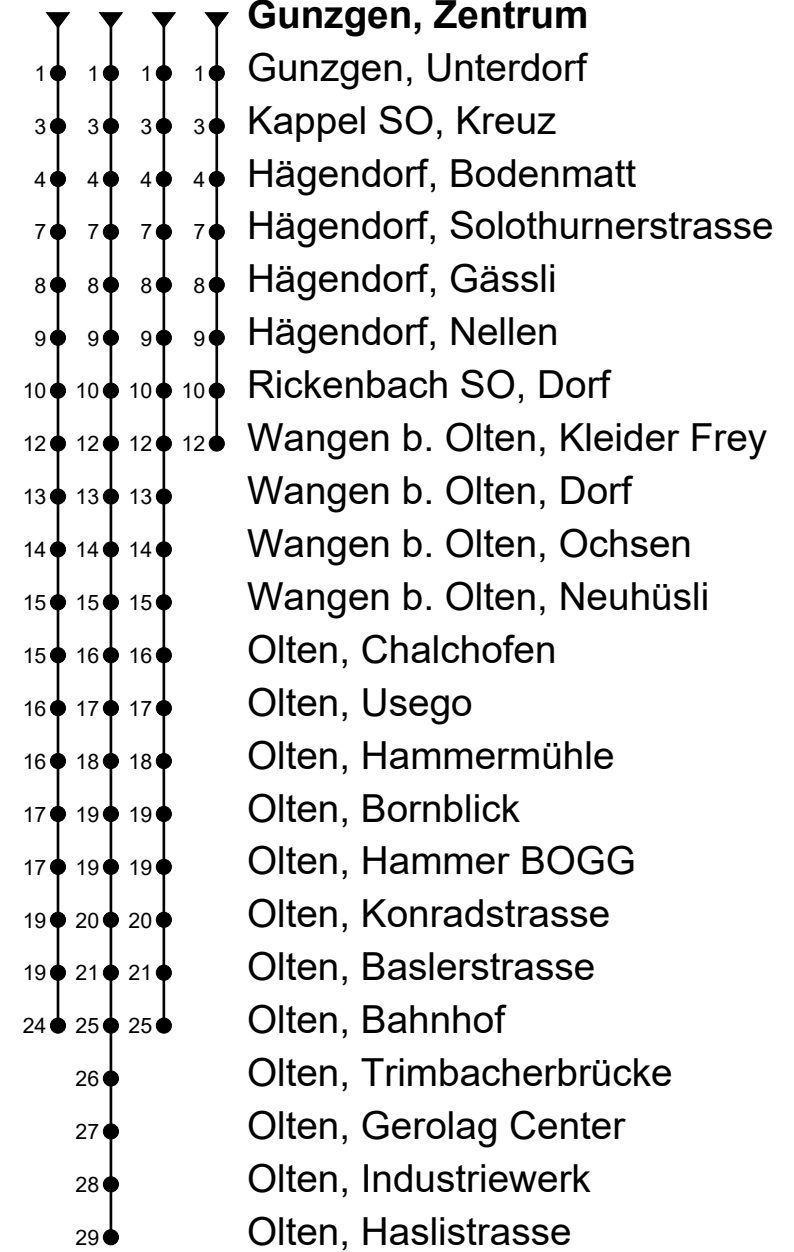 Gunzgen, Zentrum
1 1 1 1 Gunzgen, Unterdorf
3 3 3 3 Kappel SO, Kreuz
4 4 4 4 Hägendorf, Bodenmatt
7 7 7 7 Hägendorf, Solothurnerstrasse
8 8 8 8 Hägendorf, Gässli
9 9 9 9 Hägendorf, Nellen
10 10 10 10 Rickenbach SO, Dorf
12 12 12 12 Wangen b. Olten, Kleider Frey
13 13 13 Wangen b. Olten, Dorf
14 14 14 Wangen b. Olten, Ochsen
15 15 15 Wangen b. Olten, Neuhüsli
15 16 16 Olten, Chalchofen
16 17 17 Olten, Usego
16 18 18 Olten, Hammermühle
17 19 19 Olten, Bornblick
17 19 19 Olten, Hammer BOGG
19 20 20 Olten, Konradstrasse
19 21 21 Olten, Baslerstrasse
24 25 25 Olten, Bahnhof
26 Olten, Trimbacherbrücke
27 Olten, Gerolag Center
28 Olten, Industriewerk
29 Olten, Haslistrasse